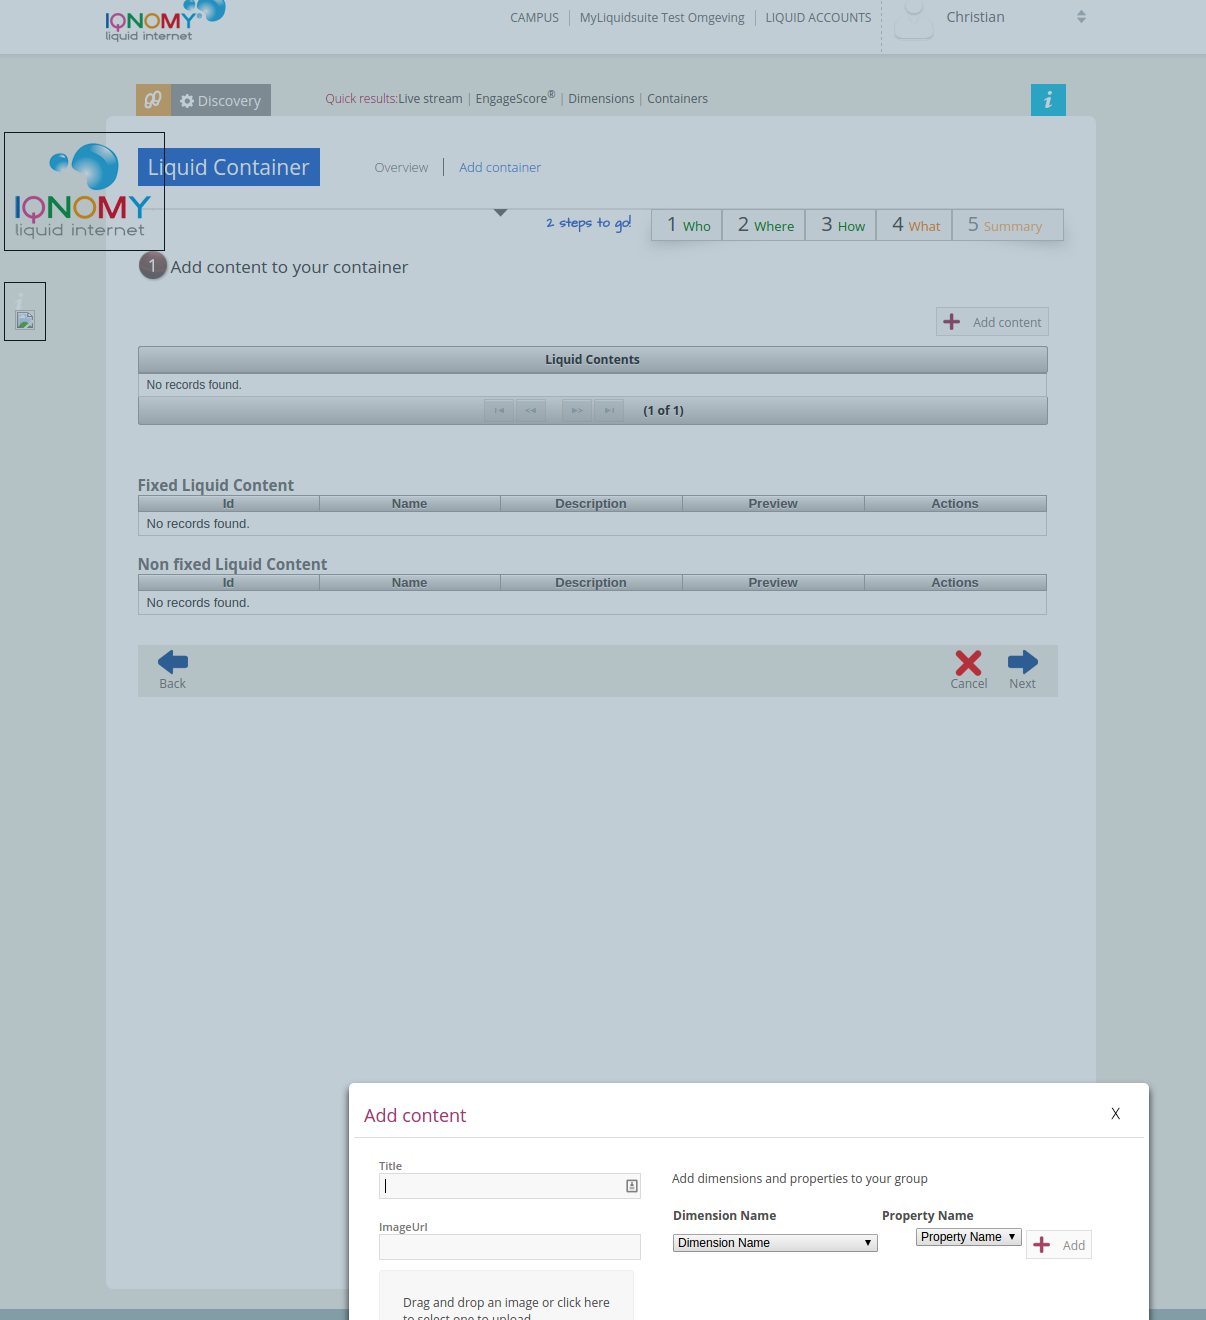 IQNOMY®
liquid internet
CAMPUS
MyLiquidsuite Test Omgeving
LIQUID ACCOUNTS
Christian
Discovery
Quick results:Live stream | EngageScore® | Dimensions | Containers
i
IQNOMY
liquid internet
Liquid Container
Overview
Add container
2 steps to go!
1 Who
2 Where
3 How
4 What
5 Summary
1 Add content to your container
i
Add content
Liquid Contents
No records found.
(1 of 1)
Fixed Liquid Content
Id Name Description Preview Actions
No records found.
Non fixed Liquid Content
Id Name Description Preview Actions
No records found.
Back
Cancel
Next
Add content
X
Title
Add dimensions and properties to your group
Dimension Name
Property Name
ImageUrl
Dimension Name
Property Name
Add
Drag and drop an image or click here
to select one to upload